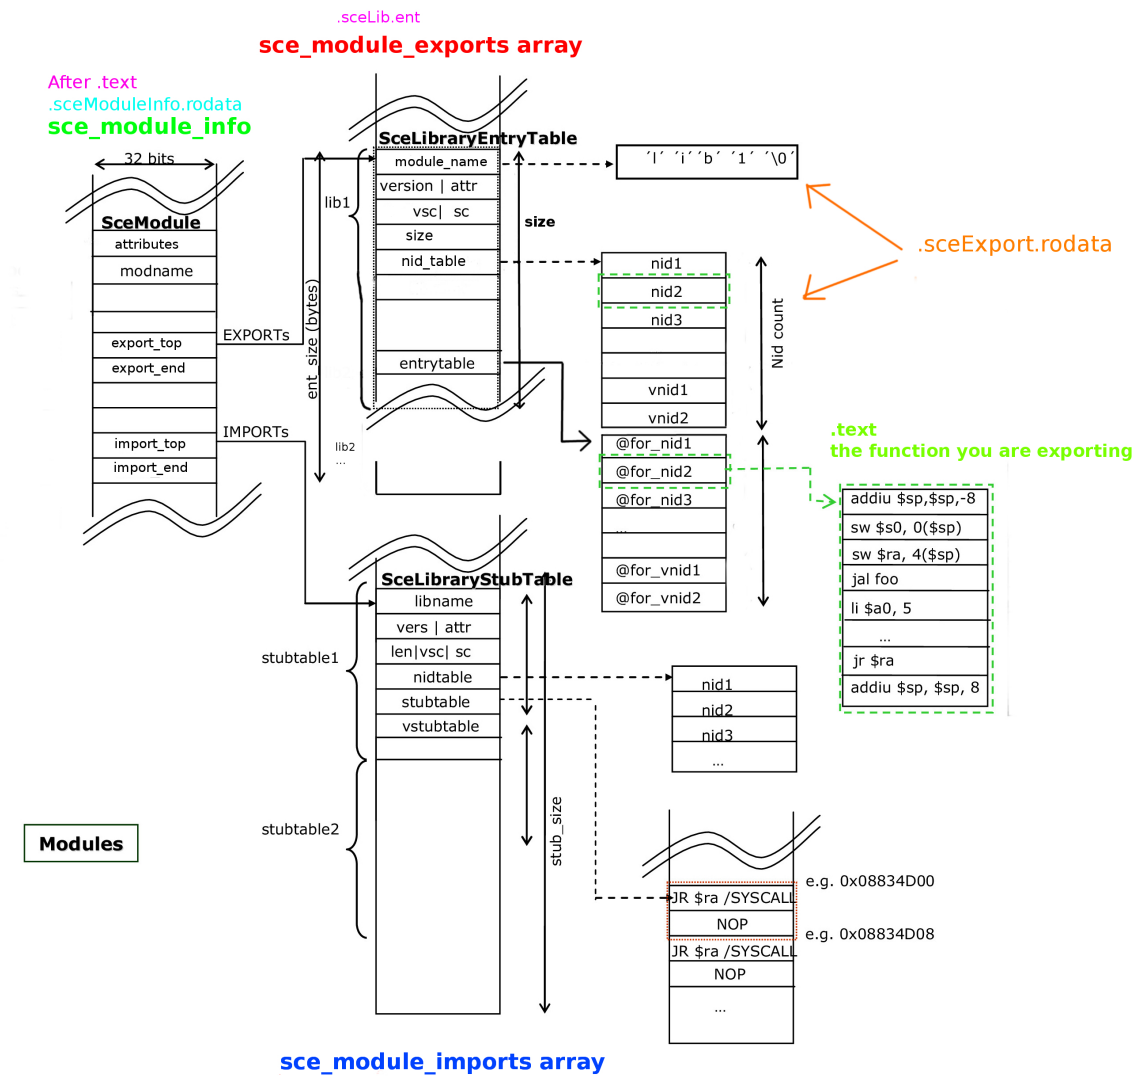 .sceLib.ent
sce_module_exports array
After .text
.sceModuleInfo.rodata
sce_module_info
32 bits
SceModule
attributes
modname
export_top
export_end
import_top
import_end
EXPORTs
IMPORTs
ent_size (bytes)
lib1
lib2
...
SceLibraryEntryTable
module_name
version | attr
vsc| sc
size
nid_table
entrytable
size
´l´ ´i´´b´ ´1´ ´\0´
.sceExport.rodata
nid1
nid2
nid3
vnid1
vnid2
Nid count
@for_nid1
@for_nid2
@for_nid3
...
@for_vnid1
@for_vnid2
.text
the function you are exporting
addiu $sp,$sp,-8
sw $s0, 0($sp)
sw $ra, 4($sp)
jal foo
li $a0, 5
...
jr $ra
addiu $sp, $sp, 8
SceLibraryStubTable
libname
vers | attr
len|vsc| sc
nidtable
stubtable
vstubtable
stubtable1
stubtable2
stub_size
nid1
nid2
nid3
...
JR $ra /SYSCALL
NOP
JR $ra /SYSCALL
NOP
...
e.g. 0x08834D00
e.g. 0x08834D08
Modules
sce_module_imports array